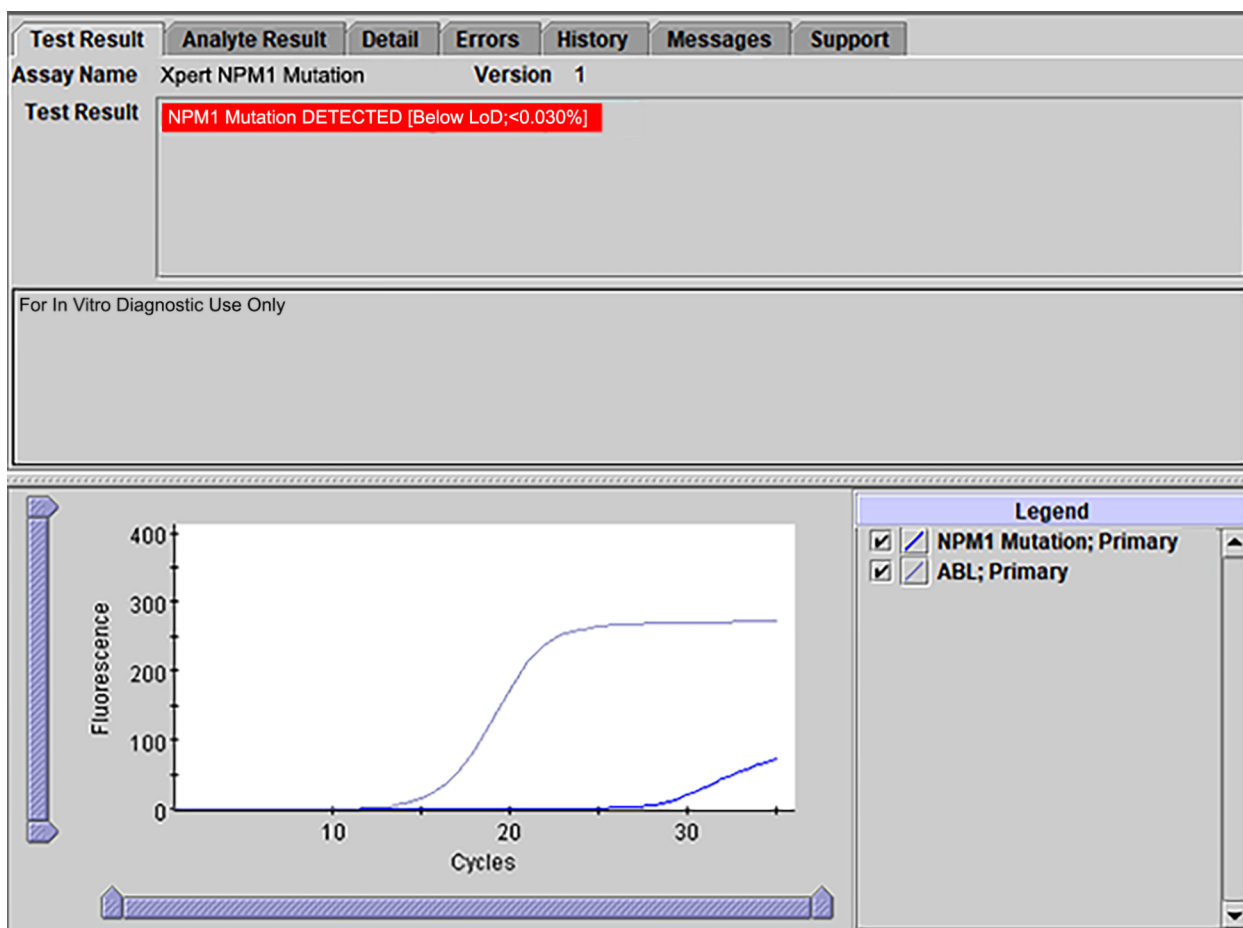 Test Result Analyte Result Detail Errors History Messages Support
Assay Name Xpert NPM1 Mutation Version 1
Test Result NPM1 Mutation DETECTED [Below LoD;<0.030%]
For In Vitro Diagnostic Use Only
400
300
200
100
0
Fluorescence
10 20 30
Cycles
Legend
NPM1 Mutation; Primary
ABL; Primary